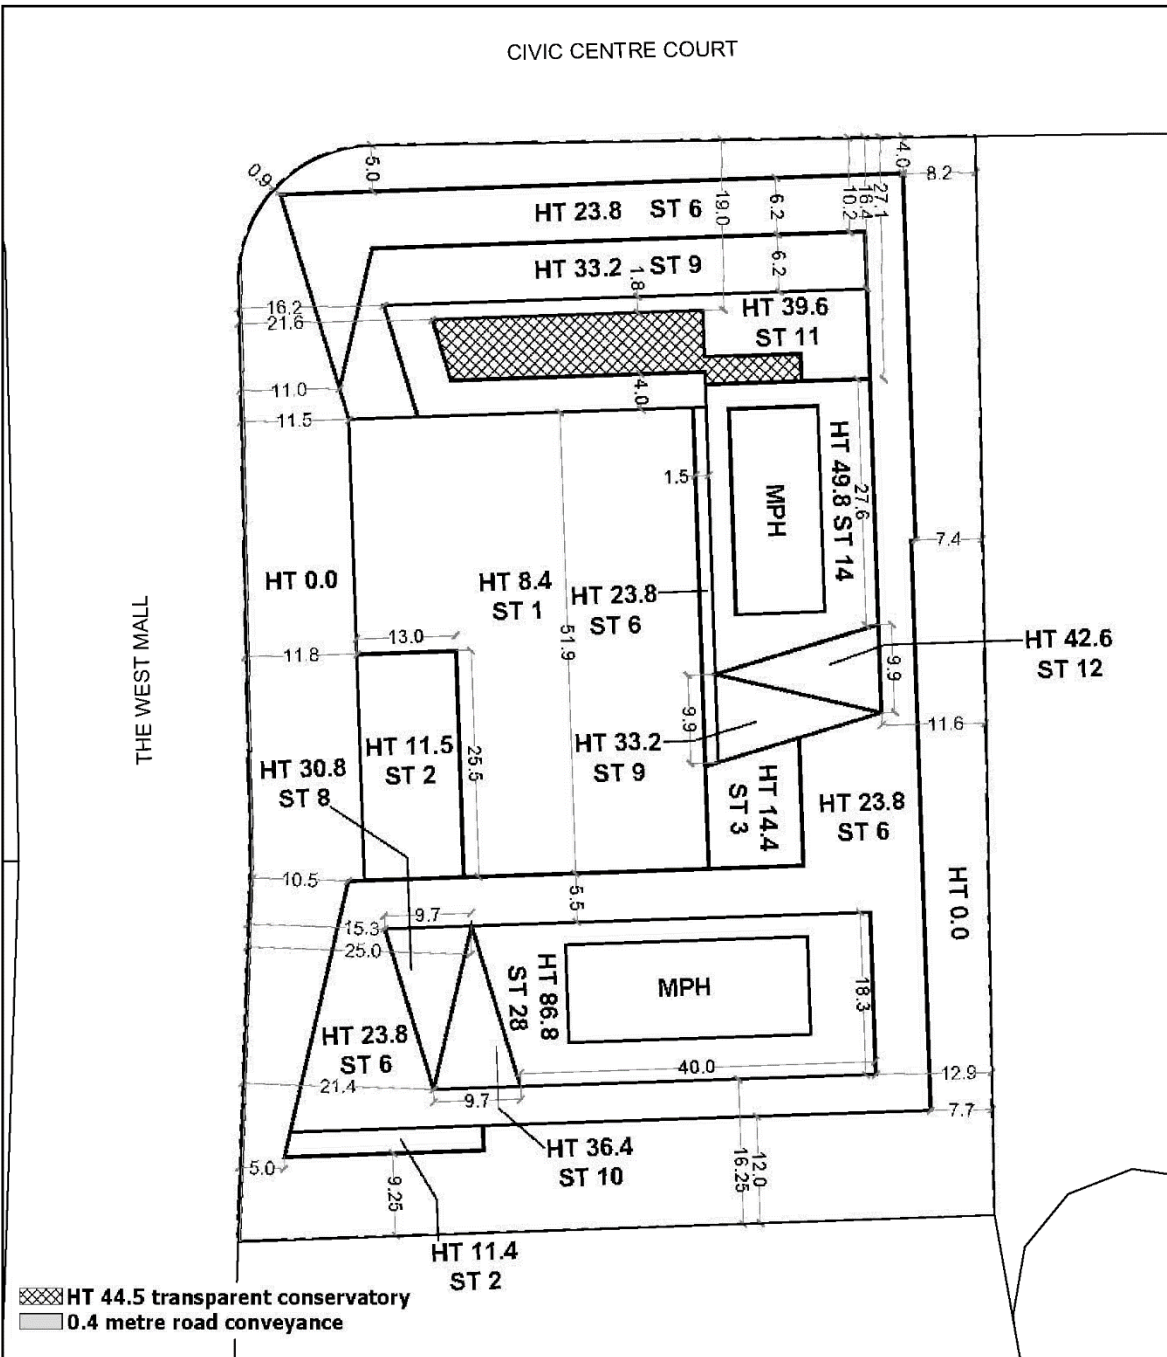 CIVIC CENTRE COURT
0.9
5.0
4.0
8.2
HT 23.8 ST 6
6.2
19.0
10.2
16.4
27.1
HT 33.2 ST 9
6.2
1.8
16.2
21.6
HT 39.6
ST 11
11.0
4.0
11.5
1.5
MPH
HT 49.8 ST 14
27.6
7.4
HT 0.0
HT 8.4
ST 1
HT 23.8
ST 6
51.9
THE WEST MALL
13.0
11.8
HT 42.6
ST 12
9.9
9.9
11.6
HT 11.5
ST 2
25.5
HT 33.2
ST 9
HT 30.8
ST 8
HT 14.4
ST 3
HT 23.8
ST 6
10.5
5.5
HT 0.0
9.7
15.3
25.0
HT 86.8
ST 28
MPH
18.3
HT 23.8
ST 6
40.0
12.9
21.4
9.7
7.7
HT 36.4
ST 10
5.0
9.25
16.25
12.0
HT 11.4
ST 2
HT 44.5 transparent conservatory
0.4 metre road conveyance